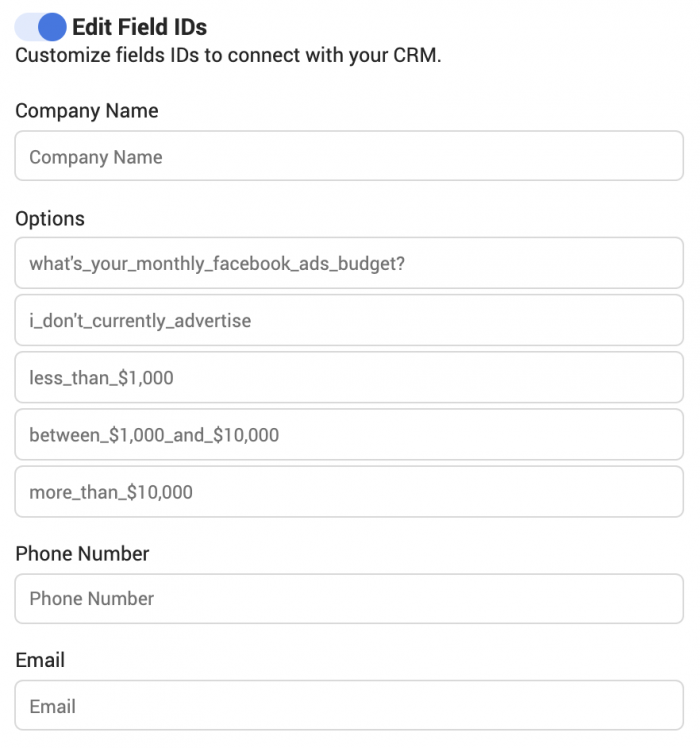 Edit Field IDs
Customize fields IDs to connect with your CRM.
Company Name
Company Name
Options
what's_your_monthly_facebook_ads_budget?
i_don't_currently_advertise
less_than_$1,000
between_$1,000_and_$10,000
more_than_$10,000
Phone Number
Phone Number
Email
Email